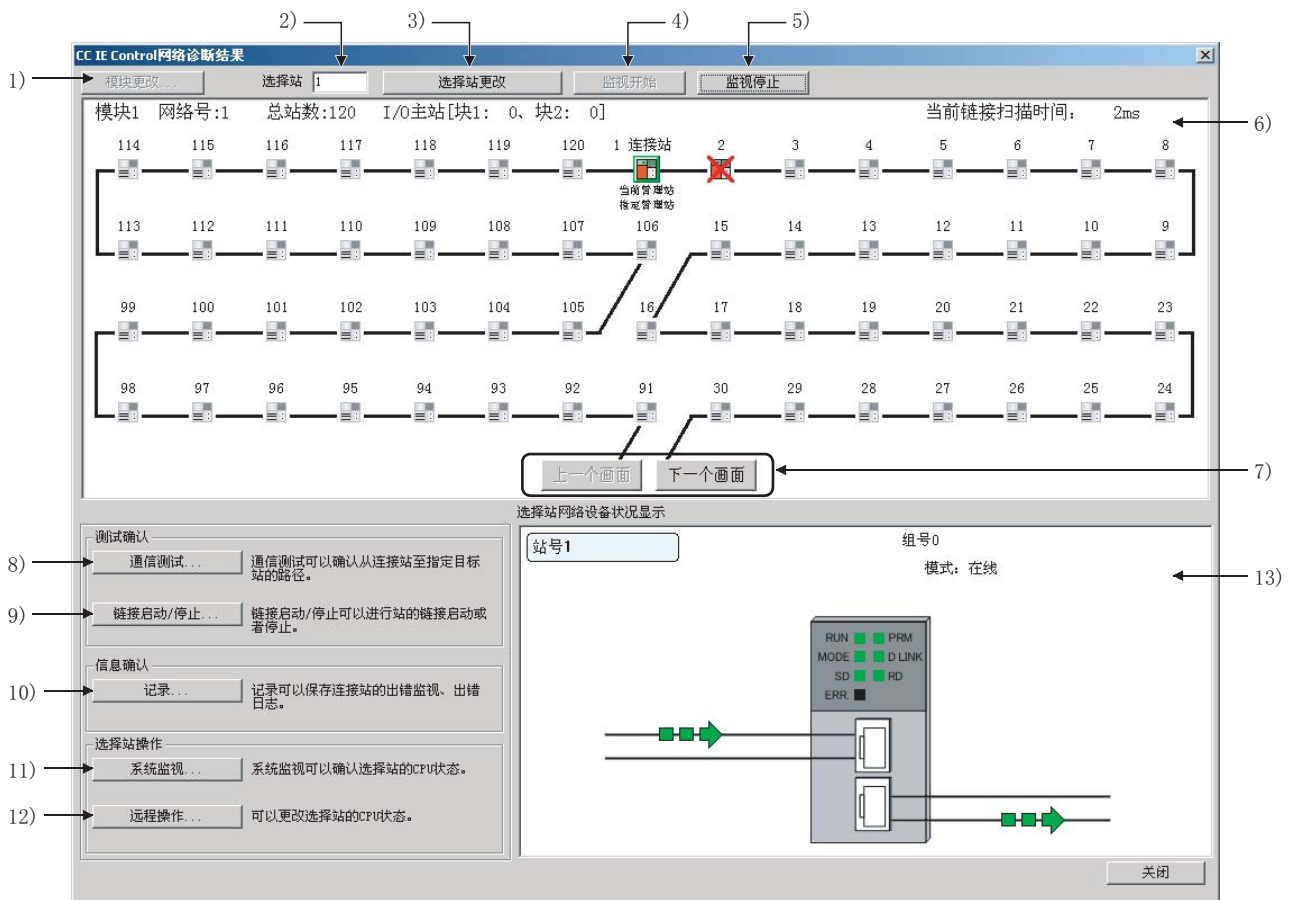 2)
3)
4)
5)
CC IE Control网络诊断结果
1)
模块更改...
选择站
1
选择站更改
监视开始
监视停止
模块1 网络号:1 总站数:120 I/O主站[块1: 0、块2: 0]
当前链接扫描时间: 2ms
6)
114 115 116 117 118 119 120 1 连接站 2 3 4 5 6 7 8
当前管理站
指定管理站
113 112 111 110 109 108 107 106 15 14 13 12 11 10 9
99 100 101 102 103 104 105 16 17 18 19 20 21 22 23
98 97 96 95 94 93 92 91 30 29 28 27 26 25 24
上一个画面
下一个画面
7)
选择站网络设备状况显示
测试确认
8)
通信测试...
通信测试可以确认从连接站至指定目标
站的路径。
9)
链接启动/停止...
链接启动/停止可以进行站的链接启动或
者停止。
信息确认
10)
记录...
记录可以保存连接站的出错监视、出错
日志。
选择站操作
11)
系统监视...
系统监视可以确认选择站的CPU状态。
12)
远程操作...
可以更改选择站的CPU状态。
站号1
组号0
模式: 在线
13)
RUN PRM
MODE D LINK
SD RD
ERR.
关闭